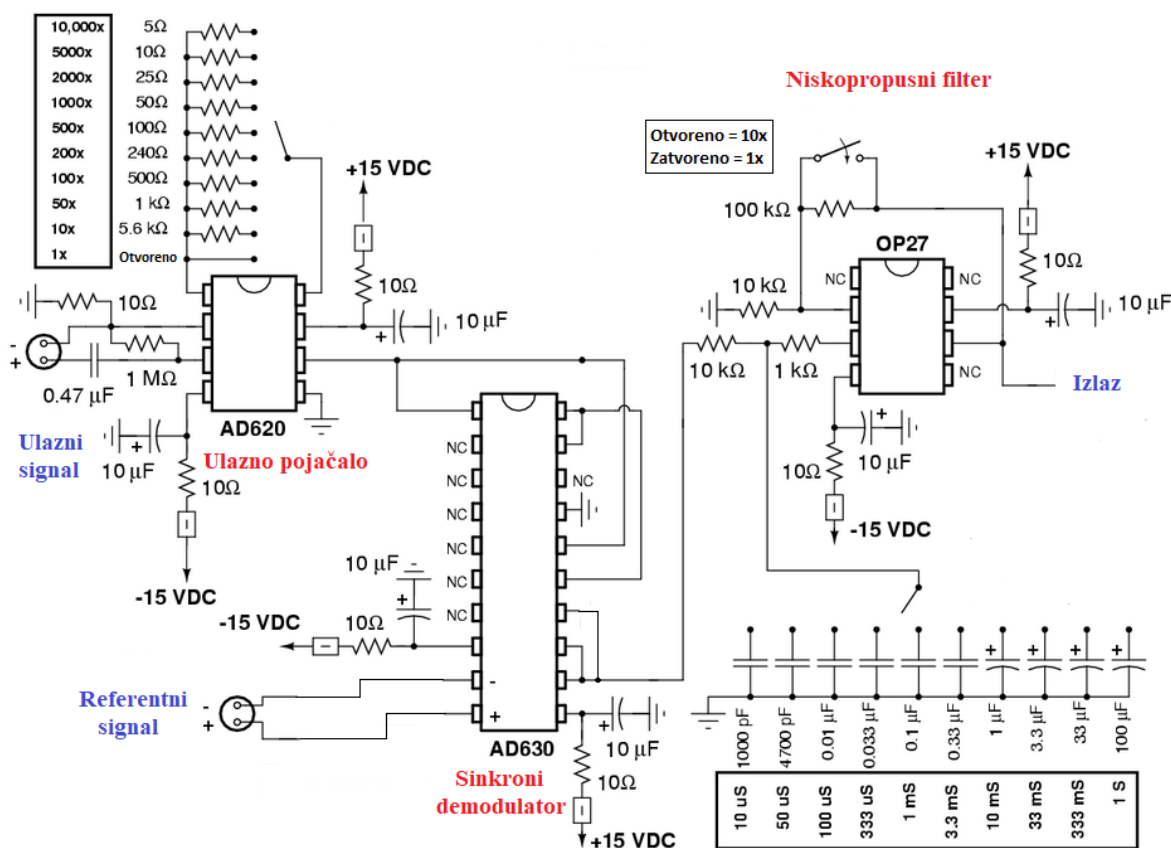 10,000x 5Ω
5000x 10Ω
2000x 25Ω
1000x 50Ω
500x 100Ω
200x 240Ω
100x 500Ω
50x 1 kΩ
10x 5.6 kΩ
1x Otvoreno
+15 VDC
10Ω
10 µF
+
10Ω
-
+
1 MΩ
0.47 µF
AD620
Ulazni
signal
+
10 µF
Ulazno pojačalo
10Ω
-15 VDC
Niskopropusni filter
Otvoreno = 10x
Zatvoreno = 1x
+15 VDC
100 kΩ
OP27
10Ω
NC
NC
10 kΩ
+
10 µF
10 kΩ
1 kΩ
NC
Izlaz
+
10 µF
10Ω
-15 VDC
NC
NC
NC
NC
NC
NC
NC
10 µF
+
-15 VDC
10Ω
Referentni
signal
-
+
-
+
AD630
+
10 µF
10Ω
Sinkroni
demodulator
+15 VDC
+
+
+
+
1000 pF
4700 pF
0.01 µF
0.033 µF
0.1 µF
0.33 µF
1 µF
3.3 µF
33 µF
100 µF
10 uS
50 uS
100 uS
333 uS
1 mS
3.3 mS
10 mS
33 mS
333 mS
1 S